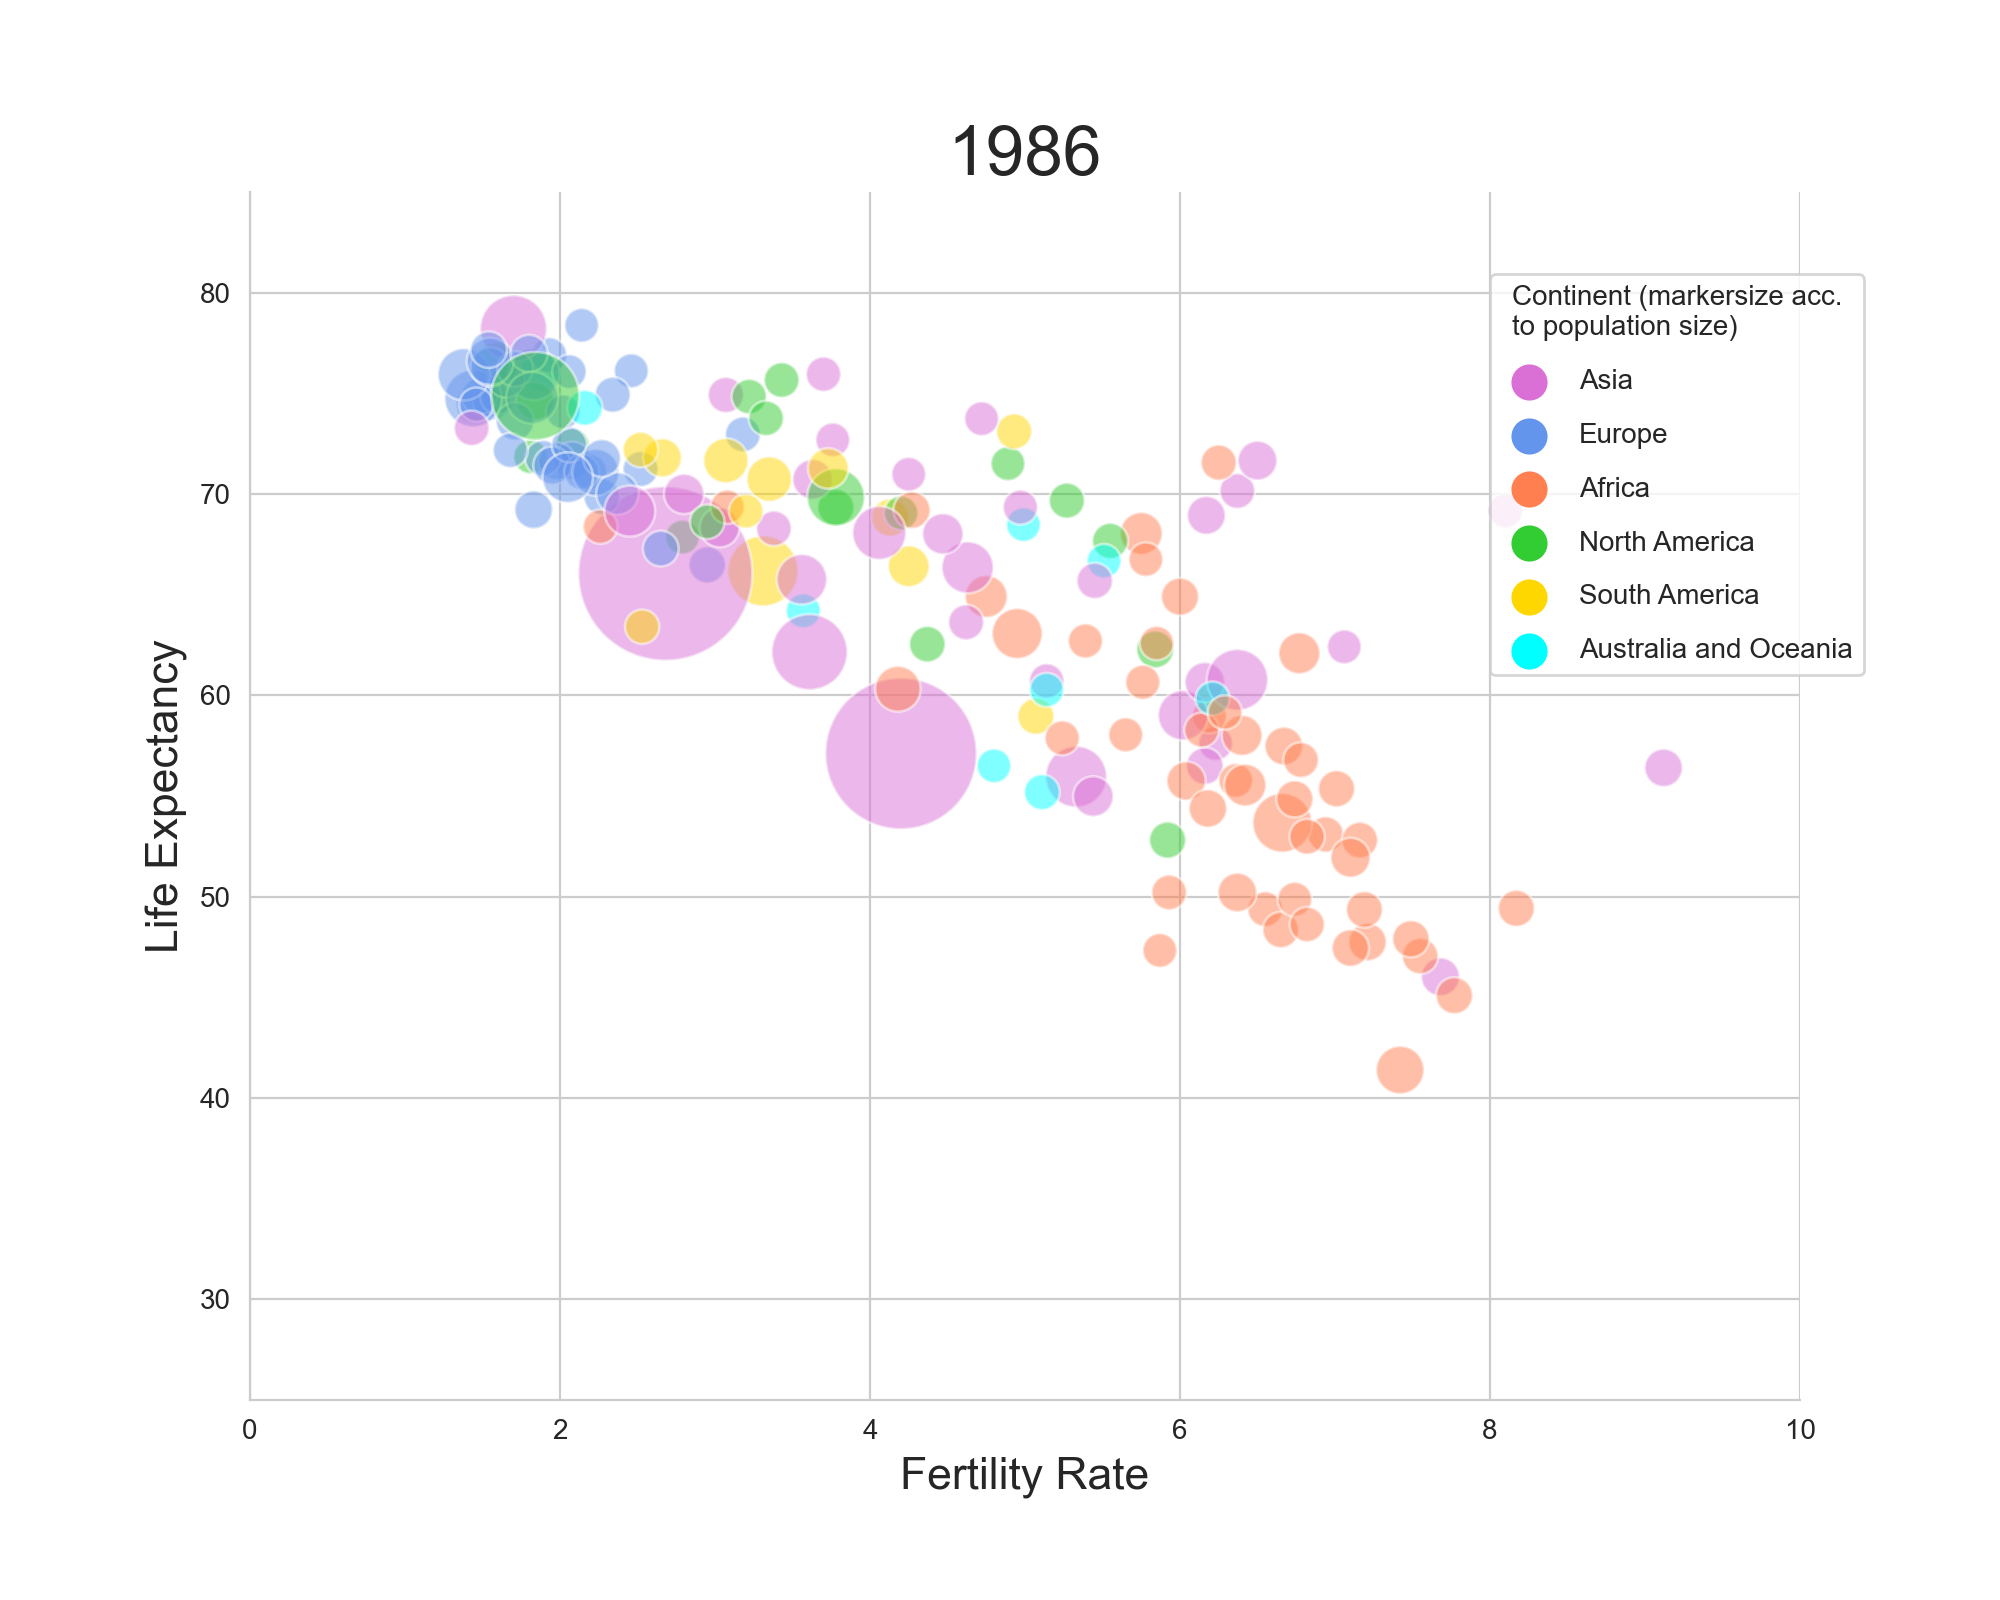 1986
Continent (markersize acc.
to population size)
Asia
Europe
Africa
North America
South America
Australia and Oceania
Life Expectancy
80
70
60
50
40
30
0 2 4 6 8 10
Fertility Rate